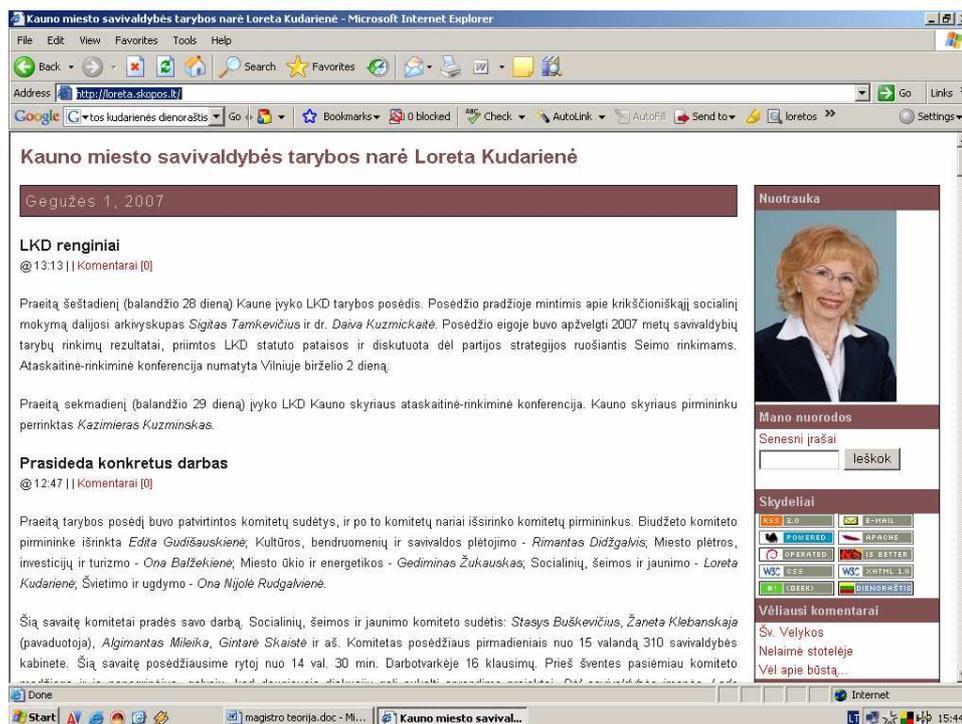 Kauno miesto savivaldybės tarybos narė Loreta Kudarienė - Microsoft Internet Explorer
File Edit View Favorites Tools Help
Back Search Favorites
Address http://loreta.skopos.lt/ Go Links
Google tos kudarienės dienoraštis Go Bookmarks 0 blocked Check AutoLink AutoFill Send to loretos Settings
Kauno miesto savivaldybės tarybos narė Loreta Kudarienė
Gegužės 1, 2007
LKD renginiai
@ 13:13 | | Komentarai [0]
Praeitą šeštadienį (balandžio 28 dieną) Kaune įvyko LKD tarybos posėdis. Posėdžio pradžioje mintimis apie krikščioniškąjį socialinį
mokymą dalijosi arkivyskupas Sigitas Tamkevičius ir dr. Daiva Kuzmickaitė. Posėdžio eigoje buvo apžvelgti 2007 metų savivaldybių
tarybų rinkimų rezultatai, priimtos LKD statuto pataisos ir diskutuota dėl partijos strategijos ruošiantis Seimo rinkimams.
Ataskaitinė-rinkiminė konferencija numatyta Vilniuje birželio 2 dieną.
Praeitą sekmadienį (balandžio 29 dieną) įvyko LKD Kauno skyriaus ataskaitinė-rinkiminė konferencija. Kauno skyriaus pirmininku
perrinktas Kazimieras Kuzminskas.
Prasideda konkretus darbas
@ 12:47 | | Komentarai [0]
Praeitą tarybos posėdį buvo patvirtintos komitetų sudėtys, ir po to komitetų nariai išsirinko komitetų pirmininkus. Biudžeto komiteto
pirmininke išrinkta Edita Gudišauskienė; Kultūros, bendruomenių ir savivaldos plėtojimo - Rimantas Didžgalvis; Miesto plėtros,
investicijų ir turizmo - Ona Balžekienė; Miesto ūkio ir energetikos - Gediminas Žukauskas; Socialinių, šeimos ir jaunimo - Loreta
Kudarienė; Švietimo ir ugdymo - Ona Nijolė Rudgalvienė.
Šią savaitę komitetai pradės savo darbą. Socialinių, šeimos ir jaunimo komiteto sudėtis: Stasys Buškevičius, Žaneta Klebanskaja
(pavaduotoja), Algimantas Mileika, Gintarė Skaistė ir aš. Komitetas posėdžiaus pirmadieniais nuo 15 valandą 310 savivaldybės
kabinete. Šią savaitę posėdžiausime rytoj nuo 14 val. 30 min. Darbotvarkėje 16 klausimų. Prieš šventes pasiėmiau komiteto
Nuotrauka
Mano nuorodos
Senesni įrašai
Ieškok
Skydeliai
RSS 2.0 E-MAIL
POWERED APACHE
OPERATED IS BETTER
W3C CSS W3C XHTML 1.0
<GEEK> DIENORAŠTIS
Vėliausi komentarai
Šv. Velykos
Nelaimė stotelėje
Vėl apie būstą...
Done Internet
Start magistro teorija.doc - Mi... Kauno miesto savival... LT 15:44